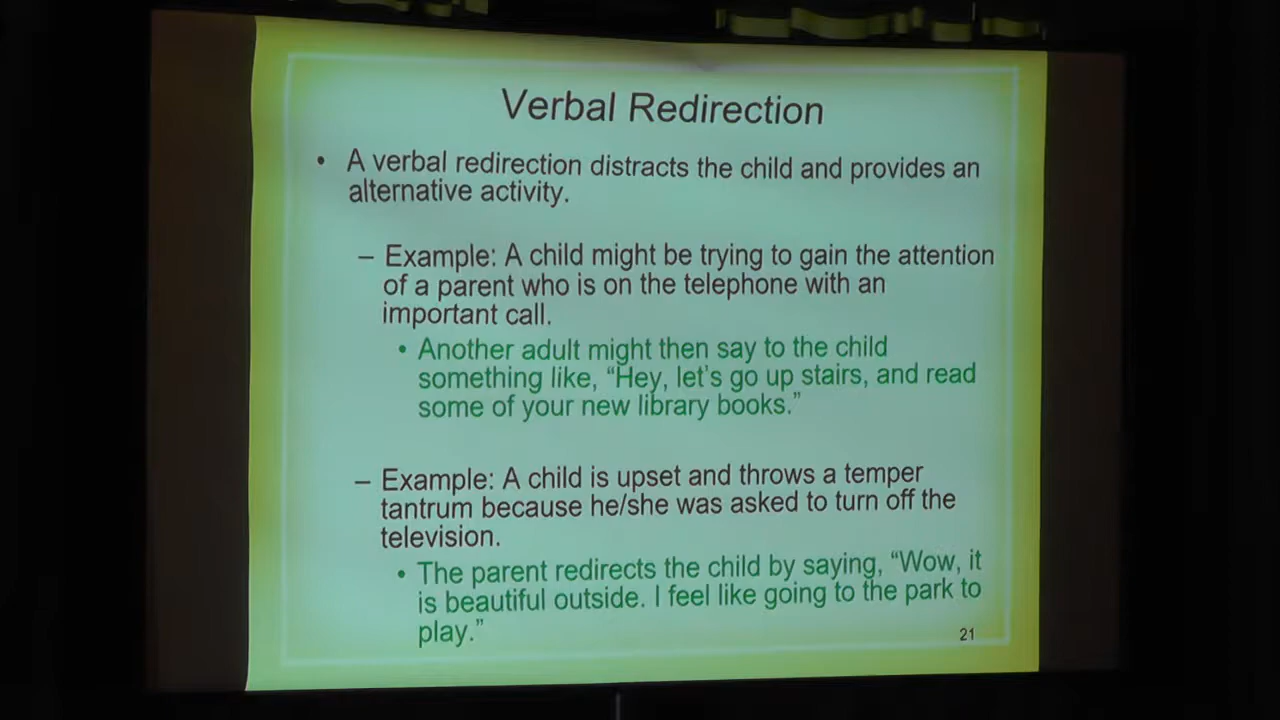 Verbal Redirection
• A verbal redirection distracts the child and provides an
alternative activity.
– Example: A child might be trying to gain the attention
of a parent who is on the telephone with an
important call.
• Another adult might then say to the child
something like, “Hey, let’s go up stairs, and read
some of your new library books.”
– Example: A child is upset and throws a temper
tantrum because he/she was asked to turn off the
television.
• The parent redirects the child by saying, “Wow, it
is beautiful outside. I feel like going to the park to
play.”
21